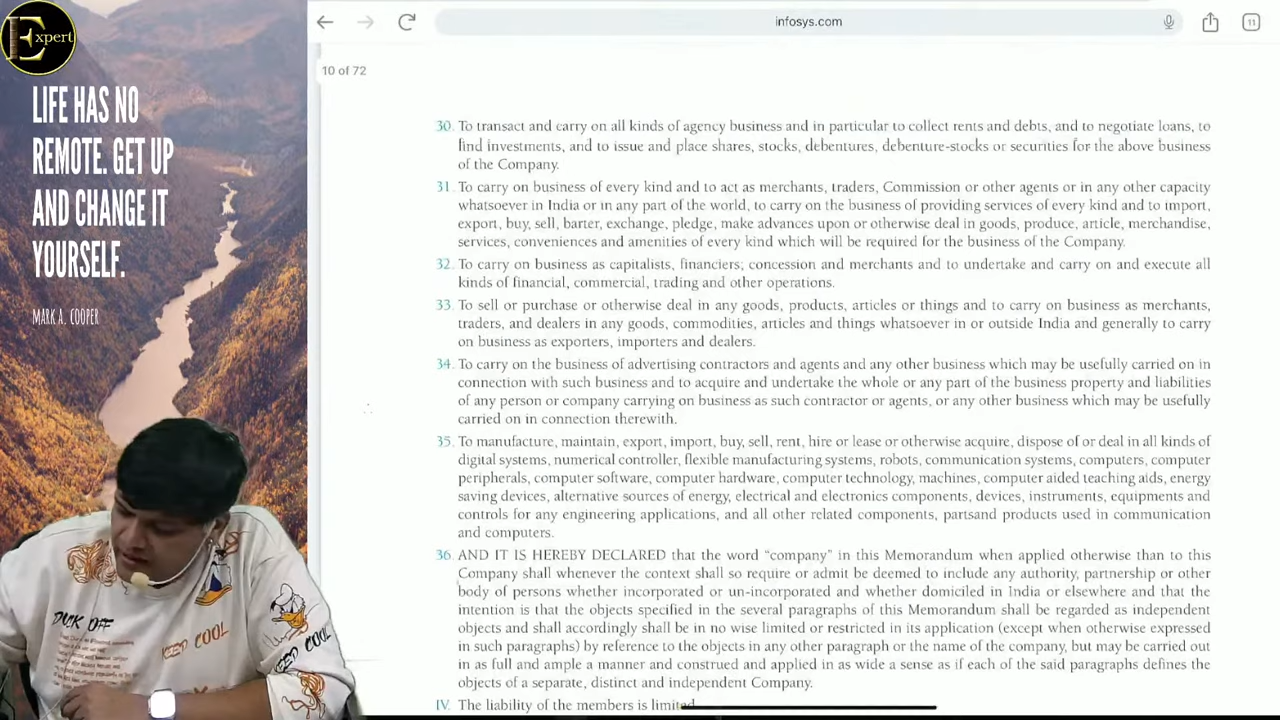 Expert
LIFE HAS NO
REMOTE. GET UP
AND CHANGE IT
YOURSELF.
MARK A. COOPER
infosys.com
11
10 of 72
30. To transact and carry on all kinds of agency business and in particular to collect rents and debts, and to negotiate loans, to
find investments, and to issue and place shares, stocks, debentures, debenture-stocks or securities for the above business
of the Company.
31. To carry on business of every kind and to act as merchants, traders, Commission or other agents or in any other capacity
whatsoever in India or in any part of the world, to carry on the business of providing services of every kind and to import,
export, buy, sell, barter, exchange, pledge, make advances upon or otherwise deal in goods, produce, article, merchandise,
services, conveniences and amenities of every kind which will be required for the business of the Company.
32. To carry on business as capitalists, financiers; concession and merchants and to undertake and carry on and execute all
kinds of financial, commercial, trading and other operations.
33. To sell or purchase or otherwise deal in any goods, products, articles or things and to carry on business as merchants,
traders, and dealers in any goods, commodities, articles and things whatsoever in or outside India and generally to carry
on business as exporters, importers and dealers.
34. To carry on the business of advertising contractors and agents and any other business which may be usefully carried on in
connection with such business and to acquire and undertake the whole or any part of the business property and liabilities
of any person or company carrying on business as such contractor or agents, or any other business which may be usefully
carried on in connection therewith.
35. To manufacture, maintain, export, import, buy, sell, rent, hire or lease or otherwise acquire, dispose of or deal in all kinds of
digital systems, numerical controller, flexible manufacturing systems, robots, communication systems, computers, computer
peripherals, computer software, computer hardware, computer technology, machines, computer aided teaching aids, energy
saving devices, alternative sources of energy, electrical and electronics components, devices, instruments, equipments and
controls for any engineering applications, and all other related components, partsand products used in communication
and computers.
36. AND IT IS HEREBY DECLARED that the word “company” in this Memorandum when applied otherwise than to this
Company shall whenever the context shall so require or admit be deemed to include any authority, partnership or other
body of persons whether incorporated or un-incorporated and whether domiciled in India or elsewhere and that the
intention is that the objects specified in the several paragraphs of this Memorandum shall be regarded as independent
objects and shall accordingly shall be in no wise limited or restricted in its application (except when otherwise expressed
in such paragraphs) by reference to the objects in any other paragraph or the name of the company, but may be carried out
in as full and ample a manner and construed and applied in as wide a sense as if each of the said paragraphs defines the
objects of a separate, distinct and independent Company.
IV. The liability of the members is limited
DUCK OFF
KEEP COOL
KEEP COOL